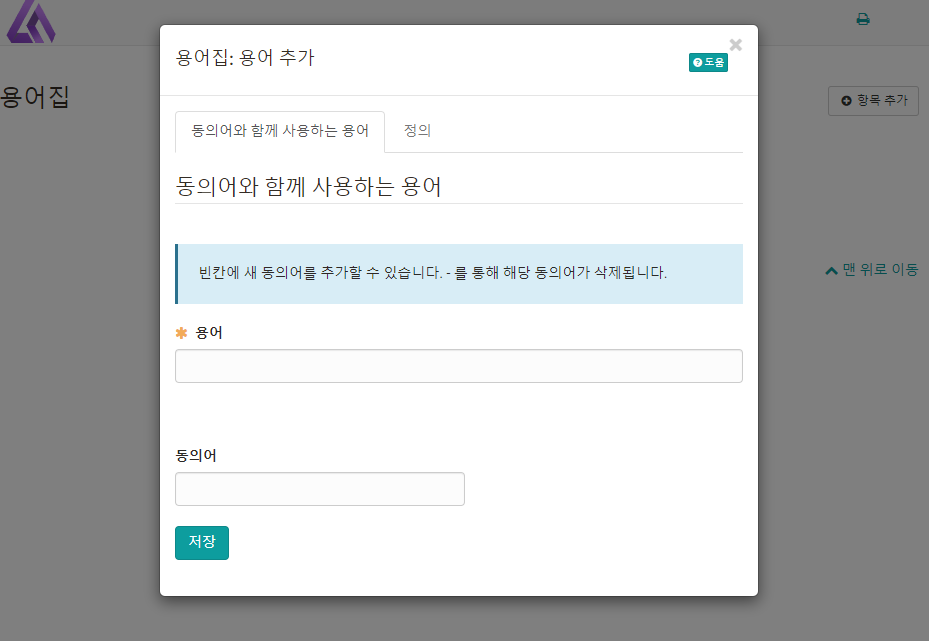 용어집: 용어 추가
도움
용어집
항목 추가
동의어와 함께 사용하는 용어
정의
동의어와 함께 사용하는 용어
빈칸에 새 동의어를 추가할 수 있습니다. - 를 통해 해당 동의어가 삭제됩니다.
맨 위로 이동
✱ 용어
동의어
저장